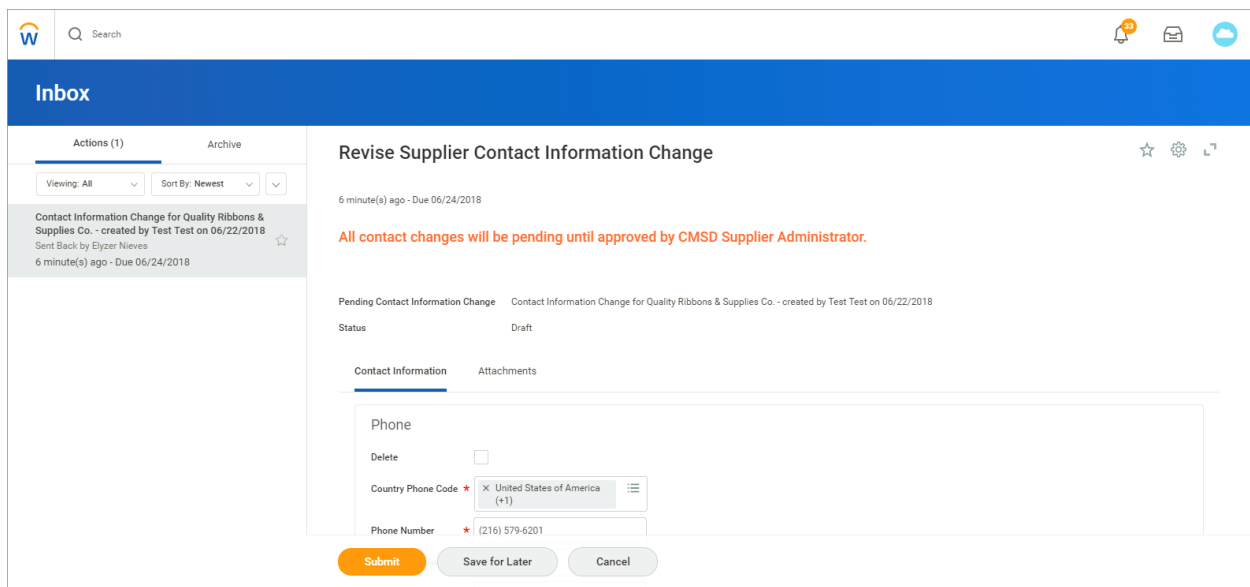 W
Search
33
Inbox
Actions (1)
Archive
Viewing: All
Sort By: Newest
Contact Information Change for Quality Ribbons &
Supplies Co. - created by Test Test on 06/22/2018
Sent Back by Elyzer Nieves
6 minute(s) ago - Due 06/24/2018
Revise Supplier Contact Information Change
6 minute(s) ago - Due 06/24/2018
All contact changes will be pending until approved by CMSD Supplier Administrator.
Pending Contact Information Change Contact Information Change for Quality Ribbons & Supplies Co. - created by Test Test on 06/22/2018
Status Draft
Contact Information
Attachments
Phone
Delete
Country Phone Code * × United States of America
(+1)
Phone Number * (216) 579-6201
Submit
Save for Later
Cancel